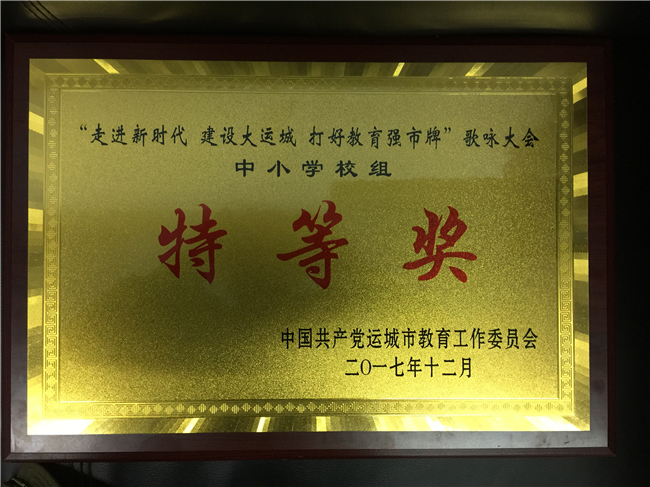 “走进新时代 建设大运城 打好教育强市牌”歌咏大会
中小学校组
特等奖
中国共产党运城市教育工作委员会
二〇一七年十二月